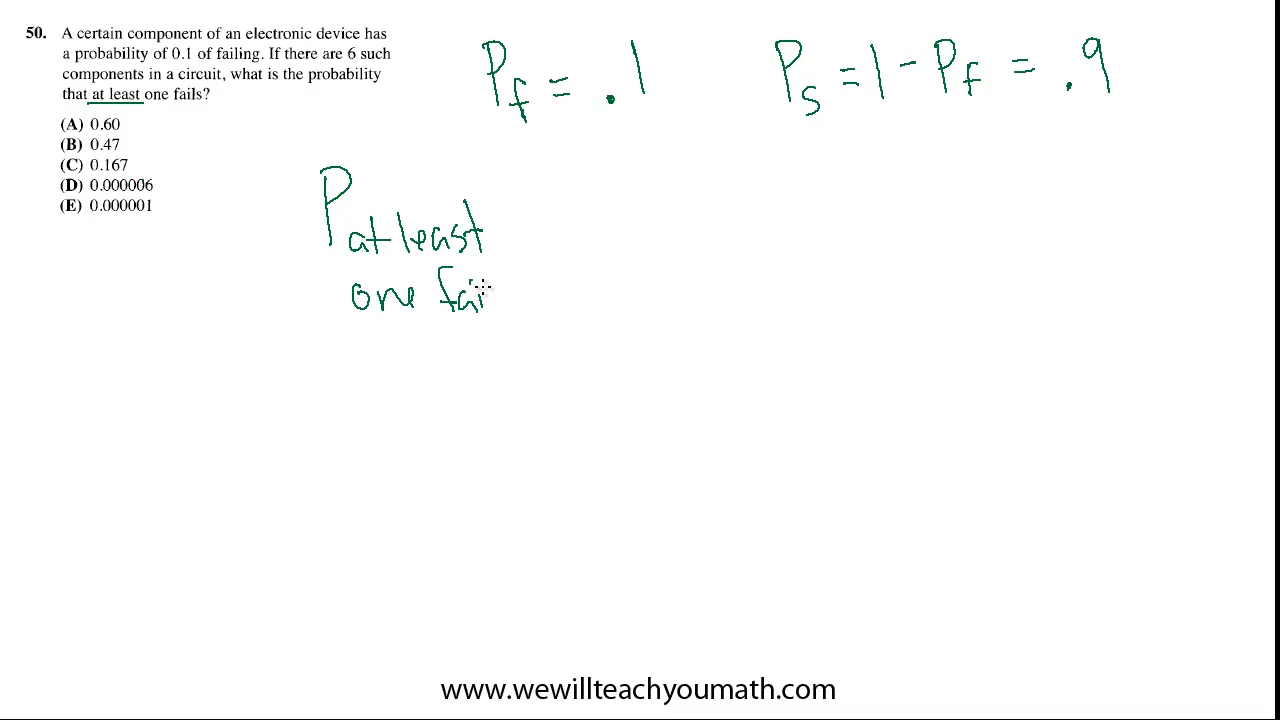 50. A certain component of an electronic device has
a probability of 0.1 of failing. If there are 6 such
components in a circuit, what is the probability
that at least one fails?
(A) 0.60
(B) 0.47
(C) 0.167
(D) 0.000006
(E) 0.000001
Pf = .1
Ps = 1 - Pf = .9
P at least
one fai
www.wewillteachyoumath.com